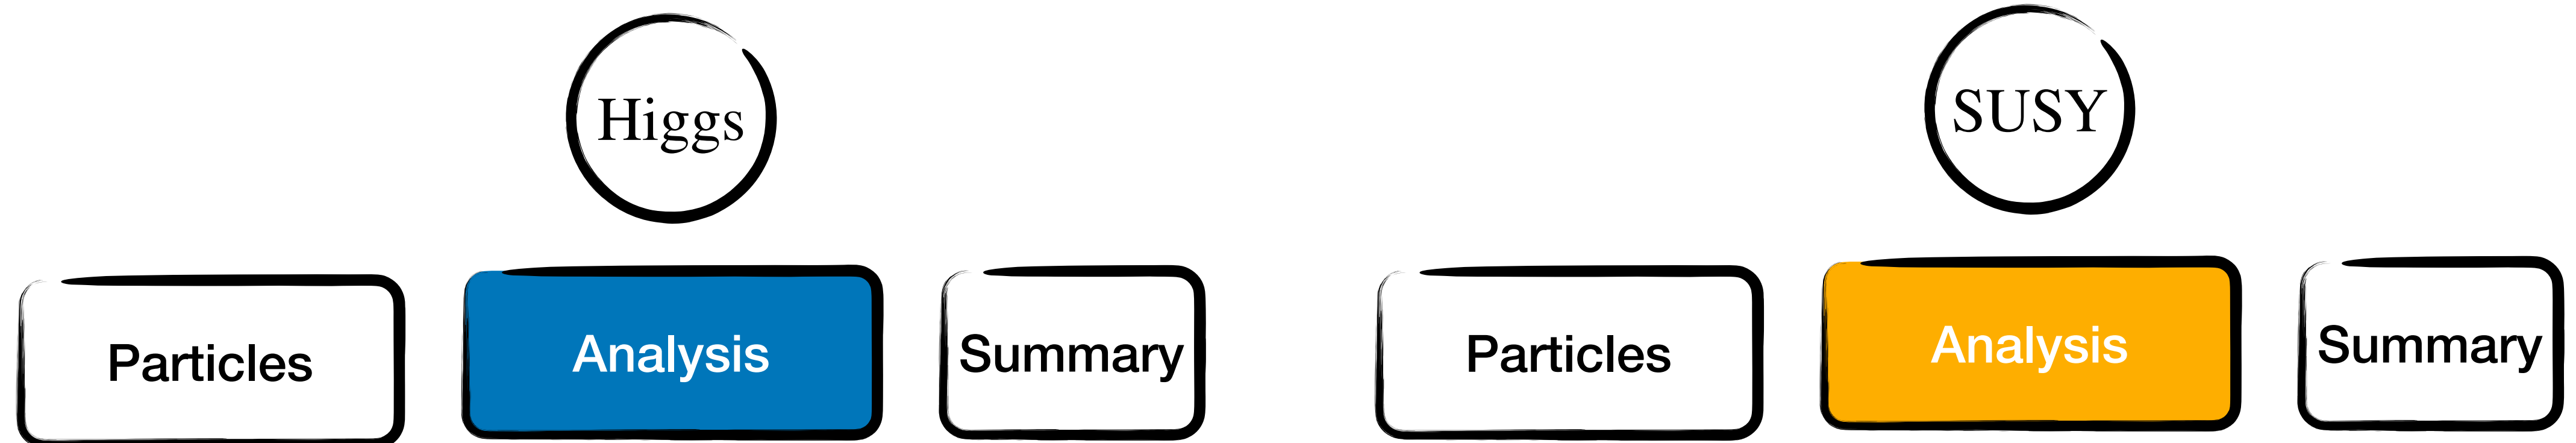 Higgs
SUSY
Particles
Analysis
Summary
Particles
Analysis
Summary